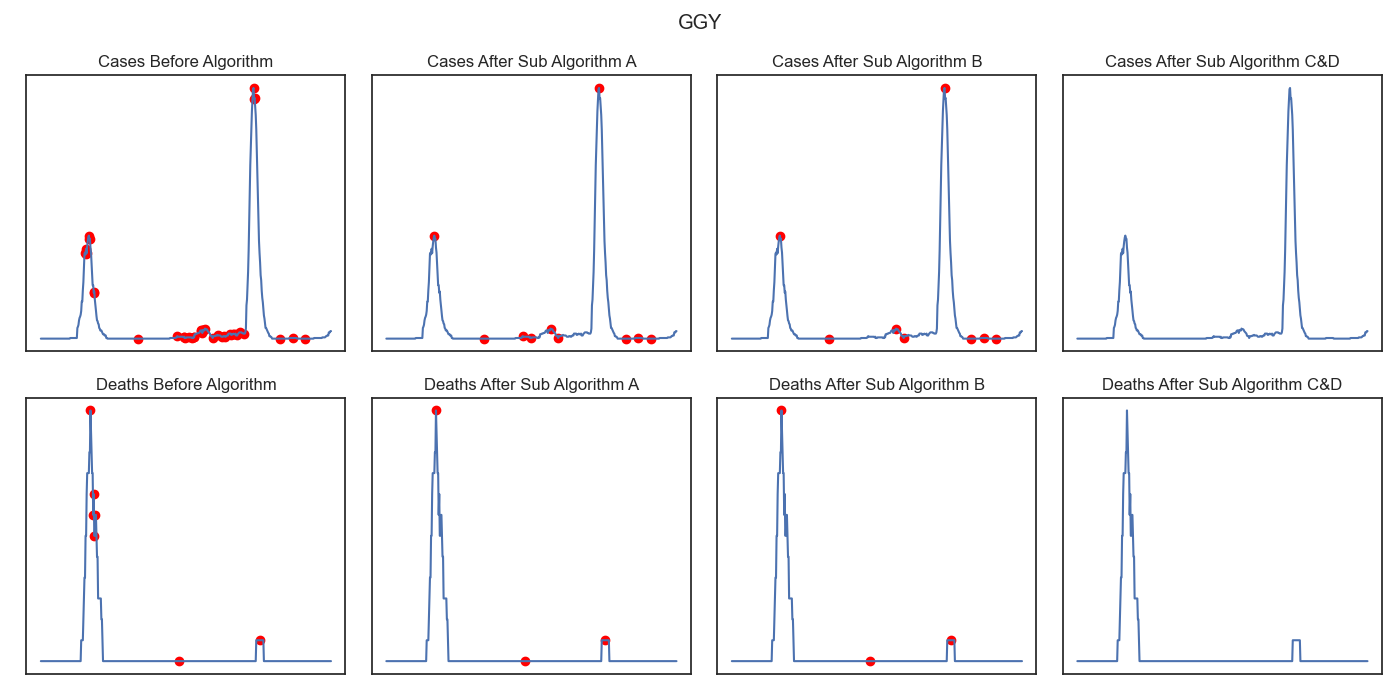 GGY
Cases Before Algorithm
Cases After Sub Algorithm A
Cases After Sub Algorithm B
Cases After Sub Algorithm C&D
Deaths Before Algorithm
Deaths After Sub Algorithm A
Deaths After Sub Algorithm B
Deaths After Sub Algorithm C&D